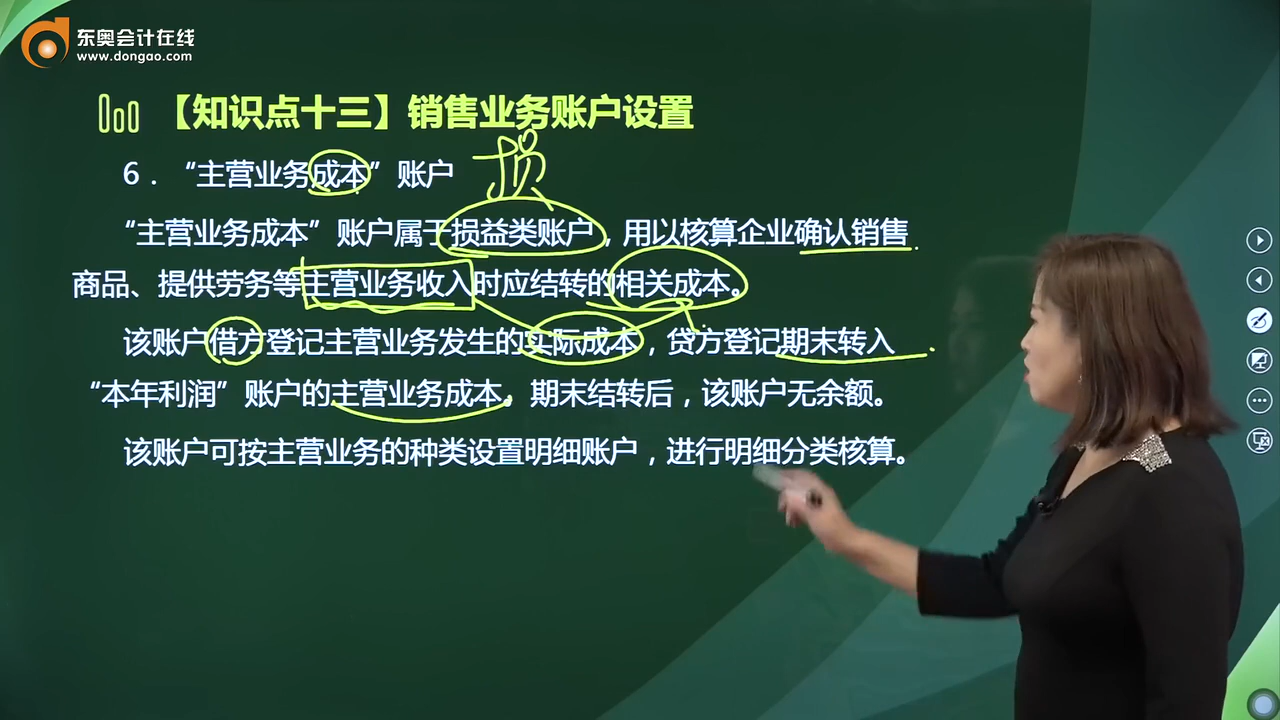 东奥会计在线
www.dongao.com
【知识点十三】销售业务账户设置
6．“主营业务成本”账户 损
“主营业务成本”账户属于损益类账户，用以核算企业确认销售
商品、提供劳务等主营业务收入时应结转的相关成本。
该账户借方登记主营业务发生的实际成本，贷方登记期末转入
“本年利润”账户的主营业务成本。期末结转后，该账户无余额。
该账户可按主营业务的种类设置明细账户，进行明细分类核算。